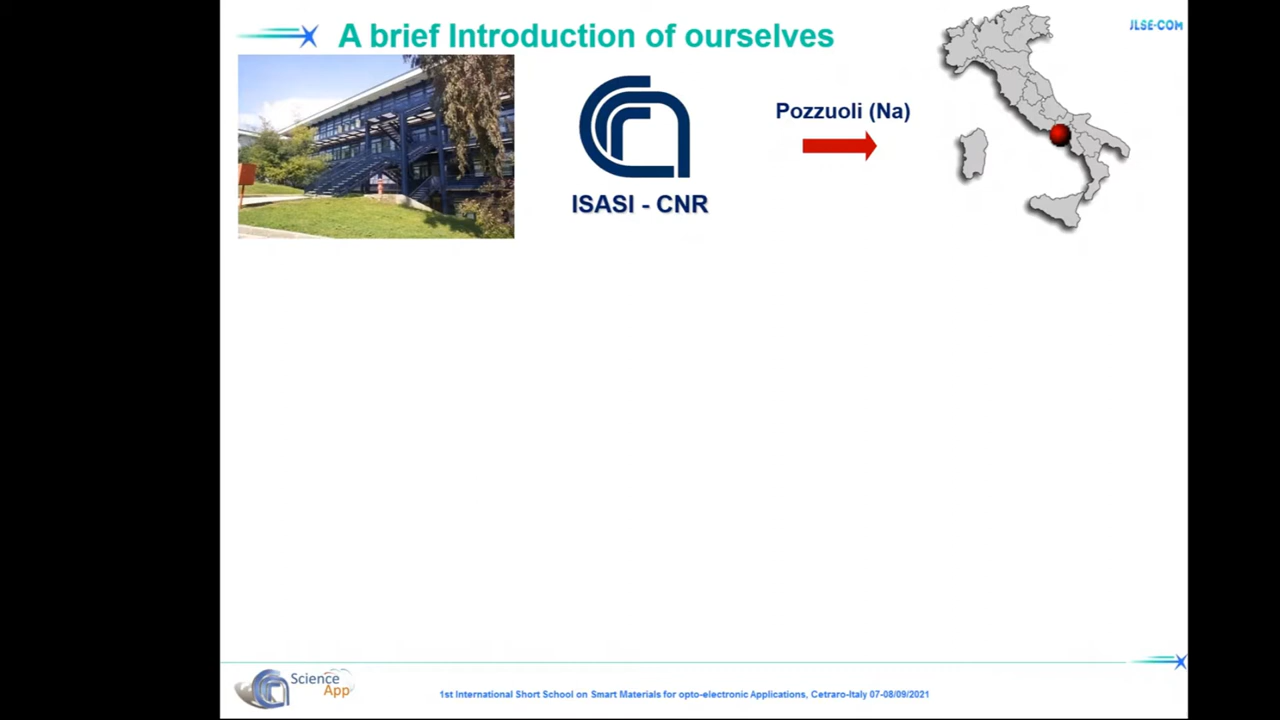 A brief Introduction of ourselves
JLSE-COM
Pozzuoli (Na)
ISASI - CNR
Science
App
1st International Short School on Smart Materials for opto-electronic Applications, Cetraro-Italy 07-08/09/2021